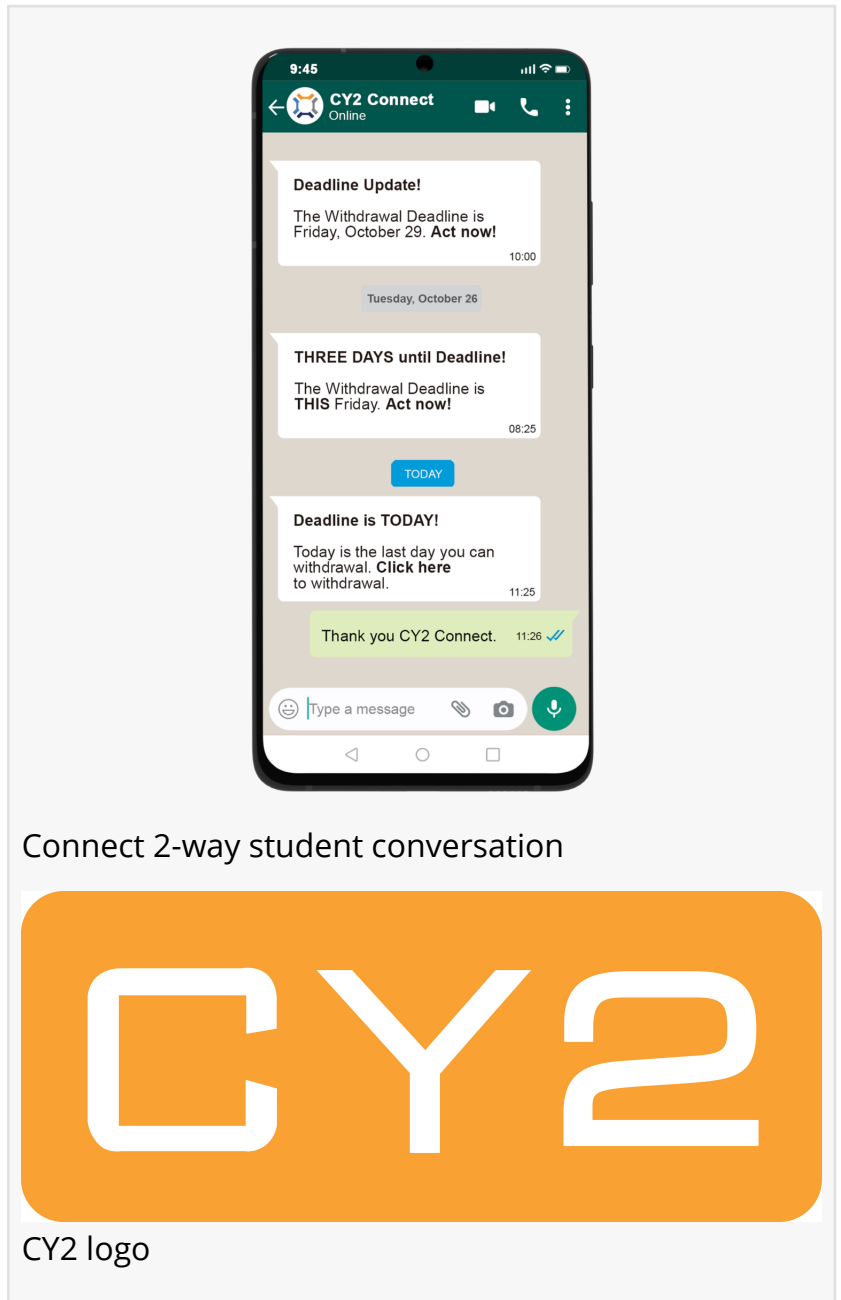 9:45
CY2 Connect
Online
Deadline Update!
The Withdrawal Deadline is
Friday, October 29. Act now!
10:00
Tuesday, October 26
THREE DAYS until Deadline!
The Withdrawal Deadline is
THIS Friday. Act now!
08:25
TODAY
Deadline is TODAY!
Today is the last day you can
withdrawal. Click here
to withdrawal.
11:25
Thank you CY2 Connect. 11:26
Type a message
Connect 2-way student conversation
CY2
CY2 logo